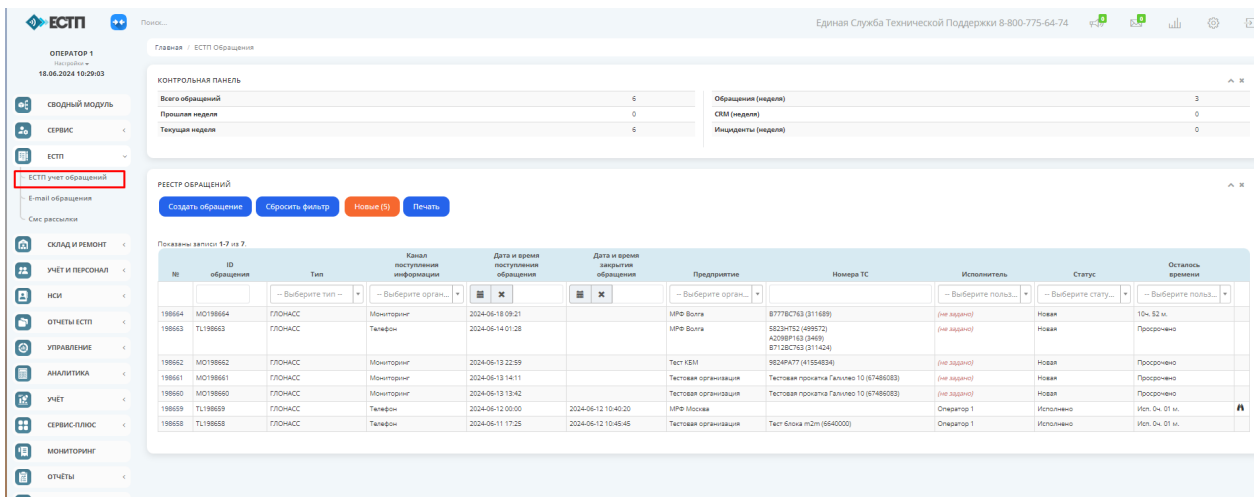 ЕСТП
Поиск...
Единая Служба Технической Поддержки 8-800-775-64-74
0
0
ОПЕРАТОР 1
Настройки
18.06.2024 10:29:03
Главная / ЕСТП Обращения
СВОДНЫЙ МОДУЛЬ
СЕРВИС
ЕСТП
ЕСТП учет обращений
E-mail обращения
Смс рассылки
СКЛАД И РЕМОНТ
УЧЁТ И ПЕРСОНАЛ
НСИ
ОТЧЕТЫ ЕСТП
УПРАВЛЕНИЕ
АНАЛИТИКА
УЧЁТ
СЕРВИС-ПЛЮС
МОНИТОРИНГ
ОТЧЁТЫ
КОНТРОЛЬНАЯ ПАНЕЛЬ
Всего обращений 6 Обращения (неделя) 3
Прошлая неделя 0 CRM (неделя) 0
Текущая неделя 6 Инциденты (неделя) 0
РЕЕСТР ОБРАЩЕНИЙ
Создать обращение Сбросить фильтр Новые (5) Печать
Показаны записи 1-7 из 7.
№ ID обращения Тип Канал поступления информации Дата и время поступления обращения Дата и время закрытия обращения Предприятие Номера ТС Исполнитель Статус Осталось времени
-- Выберите тип -- -- Выберите орган... -- Выберите орган... -- Выберите польз... -- Выберите стату... -- Выберите польз...
198664 MO198664 ГЛОНАСС Мониторинг 2024-06-18 09:21 МРФ Волга B777BC763 (311689) (не задано) Новая 10ч. 52 м.
198663 TL198663 ГЛОНАСС Телефон 2024-06-14 01:28 МРФ Волга 5823HT52 (499572) (не задано) Новая Просрочено
A209BP163 (3469)
B712BC763 (311424)
198662 MO198662 ГЛОНАСС Мониторинг 2024-06-13 22:59 Тест КБМ 9824PA77 (41554834) (не задано) Новая Просрочено
198661 MO198661 ГЛОНАСС Мониторинг 2024-06-13 14:11 Тестовая организация Тестовая прокатка Галилео 10 (67486083) (не задано) Новая Просрочено
198660 MO198660 ГЛОНАСС Мониторинг 2024-06-13 13:42 Тестовая организация Тестовая прокатка Галилео 10 (67486083) (не задано) Новая Просрочено
198659 TL198659 ГЛОНАСС Телефон 2024-06-12 00:00 2024-06-12 10:40:20 МРФ Москва Оператор 1 Исполнено Исп. 0ч. 01 м.
198658 TL198658 ГЛОНАСС Телефон 2024-06-11 17:25 2024-06-12 10:45:45 Тестовая организация Тест блока m2m (6640000) Оператор 1 Исполнено Исп. 0ч. 01 м.